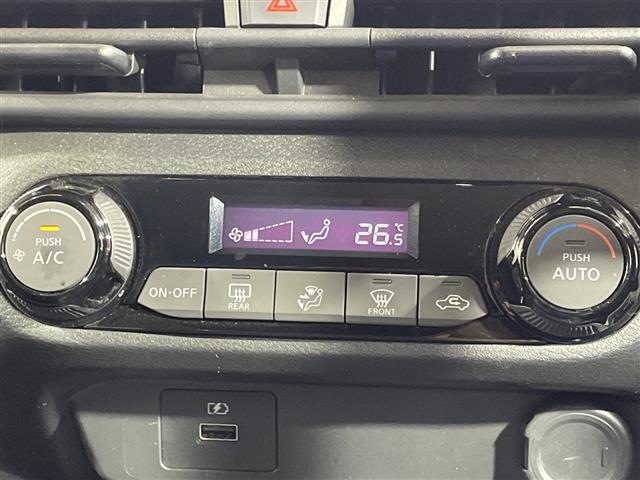 26.5 °C
PUSH
A/C
ON·OFF
REAR
FRONT
PUSH
AUTO